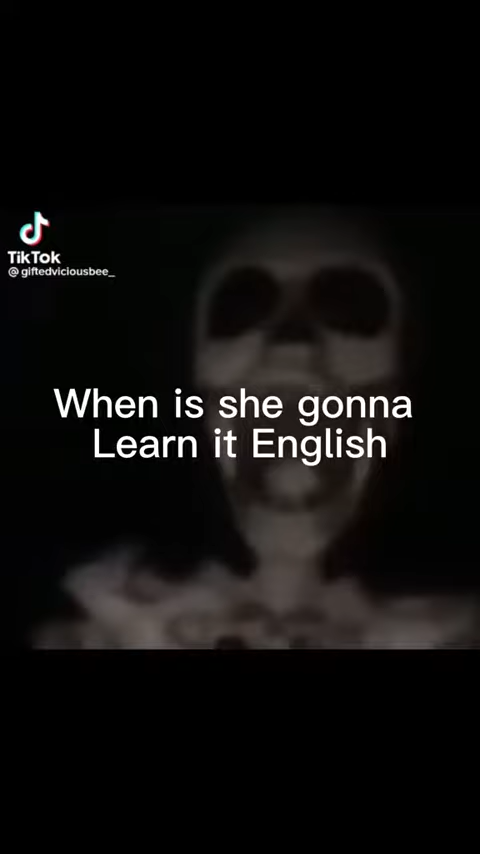 TikTok
@giftedviciousbee_
When is she gonna
Learn it English